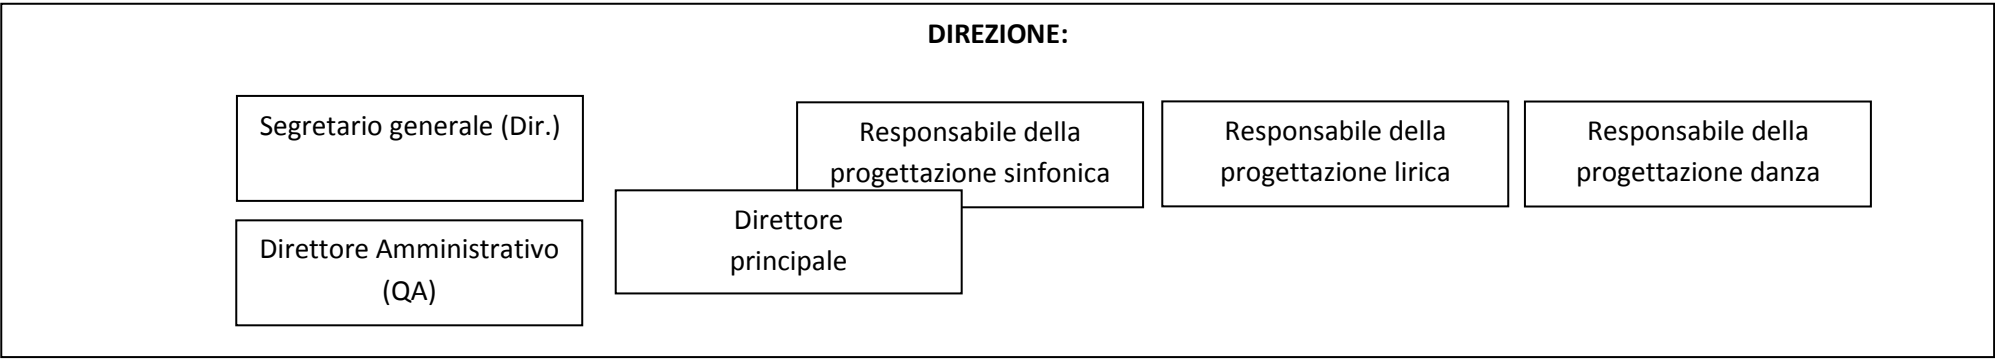 DIREZIONE:
Segretario generale (Dir.)
Direttore Amministrativo
(QA)
Direttore
principale
Responsabile della
progettazione sinfonica
Responsabile della
progettazione lirica
Responsabile della
progettazione danza